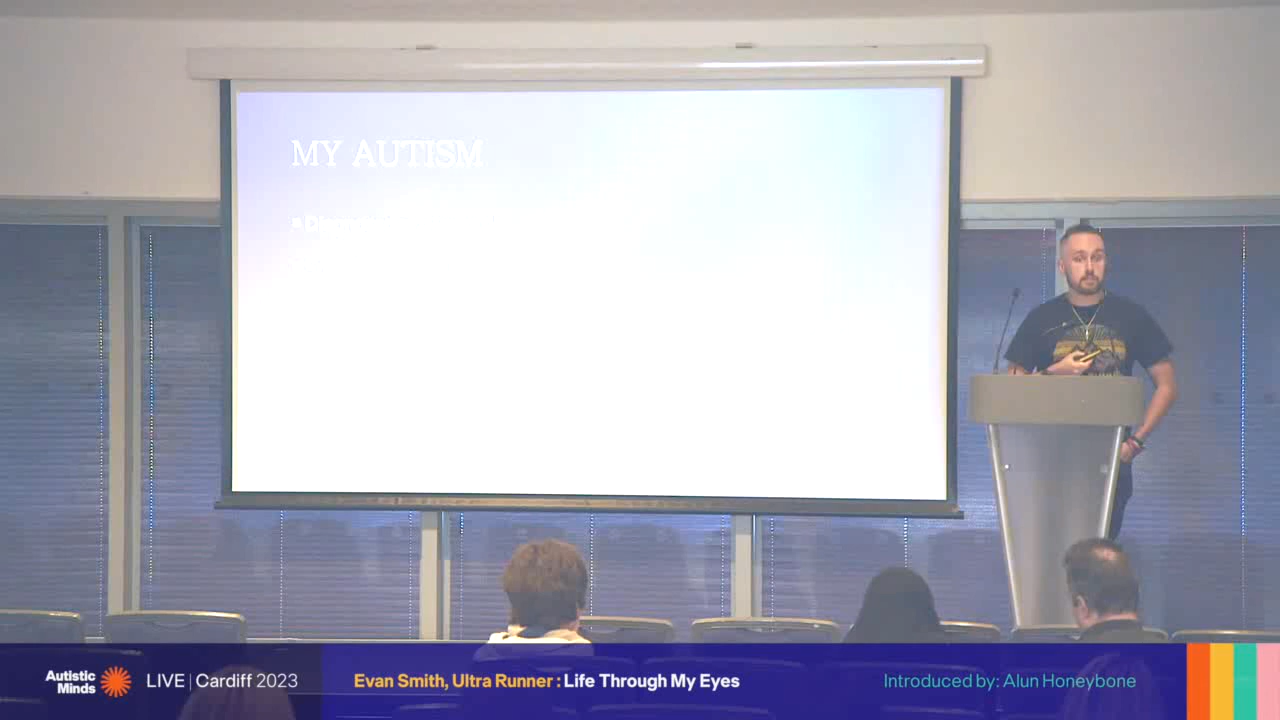 MY AUTISM
Autistic
Minds
LIVE | Cardiff 2023
Evan Smith, Ultra Runner : Life Through My Eyes
Introduced by: Alun Honeybone